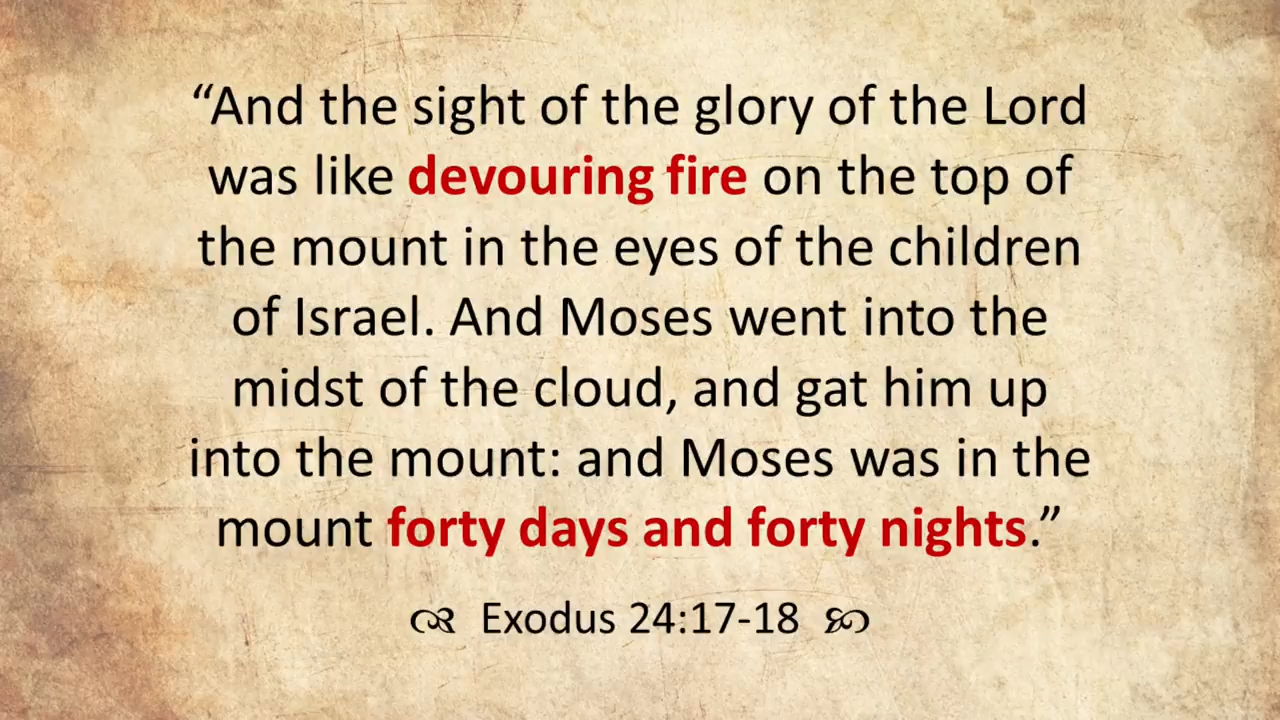 “And the sight of the glory of the Lord
was like devouring fire on the top of
the mount in the eyes of the children
of Israel. And Moses went into the
midst of the cloud, and gat him up
into the mount: and Moses was in the
mount forty days and forty nights.”
Exodus 24:17-18